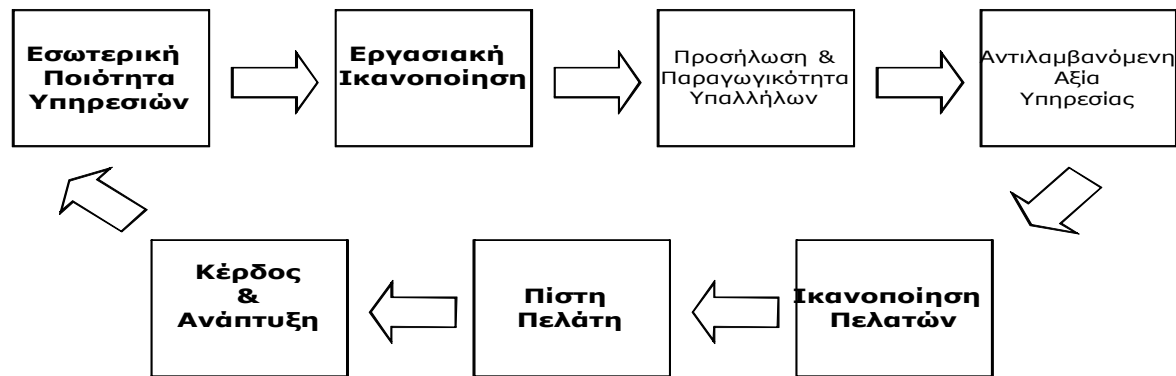 Εσωτερική
Ποιότητα
Υπηρεσιών
Εργασιακή
Ικανοποίηση
Προσήλωση &
Παραγωγικότητα
Υπαλλήλων
Αντιλαμβανόμενη
Αξία
Υπηρεσίας
Ικανοποίηση
Πελατών
Πίστη
Πελάτη
Κέρδος
&
Ανάπτυξη